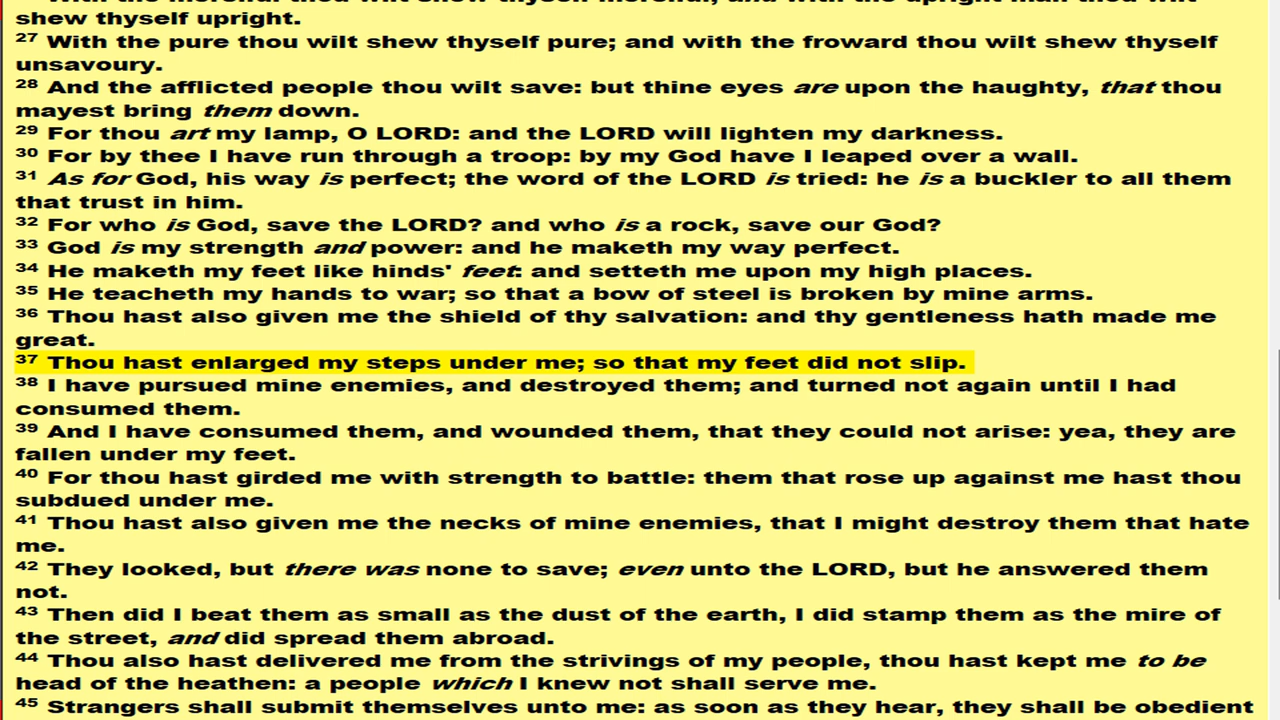 With the merciful thou wilt shew thyself merciful, and with the upright man thou wilt
shew thyself upright.
27 With the pure thou wilt shew thyself pure; and with the froward thou wilt shew thyself
unsavoury.
28 And the afflicted people thou wilt save: but thine eyes are upon the haughty, that thou
mayest bring them down.
29 For thou art my lamp, O LORD: and the LORD will lighten my darkness.
30 For by thee I have run through a troop: by my God have I leaped over a wall.
31 As for God, his way is perfect; the word of the LORD is tried: he is a buckler to all them
that trust in him.
32 For who is God, save the LORD? and who is a rock, save our God?
33 God is my strength and power: and he maketh my way perfect.
34 He maketh my feet like hinds' feet: and setteth me upon my high places.
35 He teacheth my hands to war; so that a bow of steel is broken by mine arms.
36 Thou hast also given me the shield of thy salvation: and thy gentleness hath made me
great.
37 Thou hast enlarged my steps under me; so that my feet did not slip.
38 I have pursued mine enemies, and destroyed them; and turned not again until I had
consumed them.
39 And I have consumed them, and wounded them, that they could not arise: yea, they are
fallen under my feet.
40 For thou hast girded me with strength to battle: them that rose up against me hast thou
subdued under me.
41 Thou hast also given me the necks of mine enemies, that I might destroy them that hate
me.
42 They looked, but there was none to save; even unto the LORD, but he answered them
not.
43 Then did I beat them as small as the dust of the earth, I did stamp them as the mire of
the street, and did spread them abroad.
44 Thou also hast delivered me from the strivings of my people, thou hast kept me to be
head of the heathen: a people which I knew not shall serve me.
45 Strangers shall submit themselves unto me: as soon as they hear, they shall be obedient